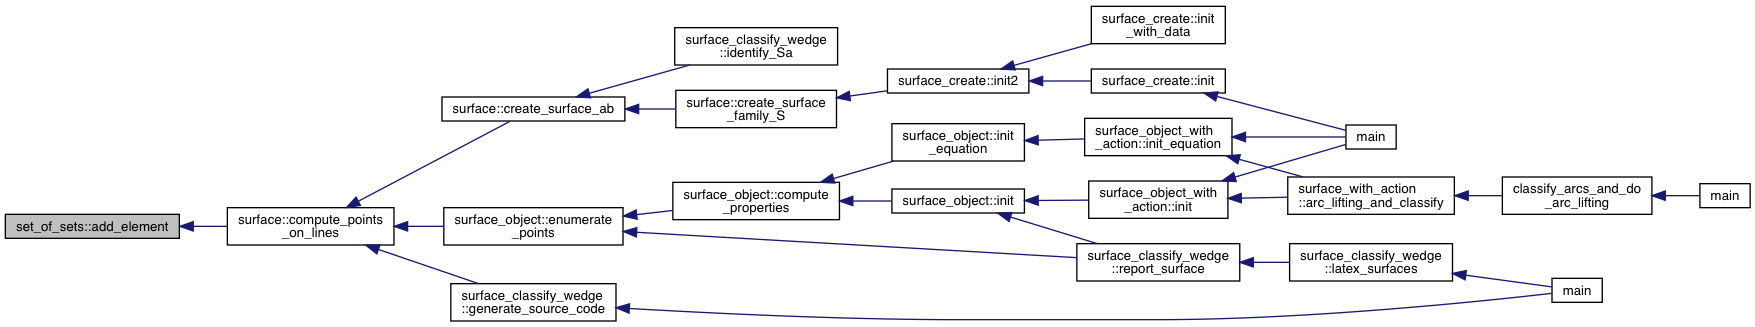 set_of_sets::add_element
surface::compute_points
_on_lines
surface::create_surface_ab
surface_classify_wedge
::identify_Sa
surface::create_surface
_family_S
surface_create::init2
surface_create::init
_with_data
surface_create::init
main
surface_object::enumerate
_points
surface_object::compute
_properties
surface_object::init
_equation
surface_object_with
_action::init_equation
surface_object::init
surface_object_with
_action::init
surface_with_action
::arc_lifting_and_classify
classify_arcs_and_do
_arc_lifting
main
surface_classify_wedge
::report_surface
surface_classify_wedge
::latex_surfaces
main
surface_classify_wedge
::generate_source_code